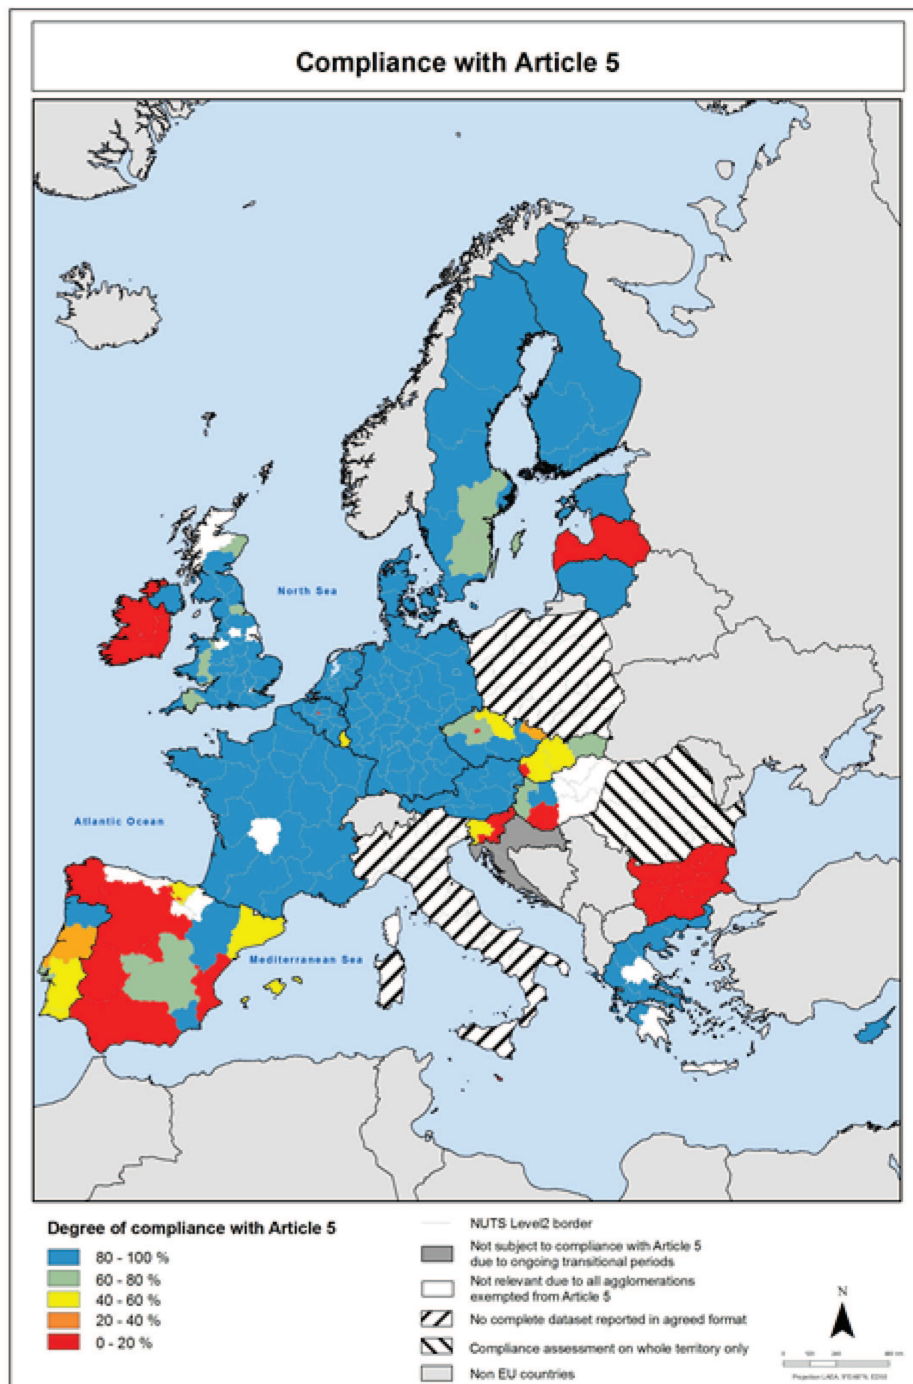 Compliance with Article 5
North Sea
Atlantic Ocean
Mediterranean Sea
Degree of compliance with Article 5
80 - 100 %
60 - 80 %
40 - 60 %
20 - 40 %
0 - 20 %
NUTS Level2 border
Not subject to compliance with Article 5
due to ongoing transitional periods
Not relevant due to all agglomerations
exempted from Article 5
No complete dataset reported in agreed format
Compliance assessment on whole territory only
Non EU countries
N